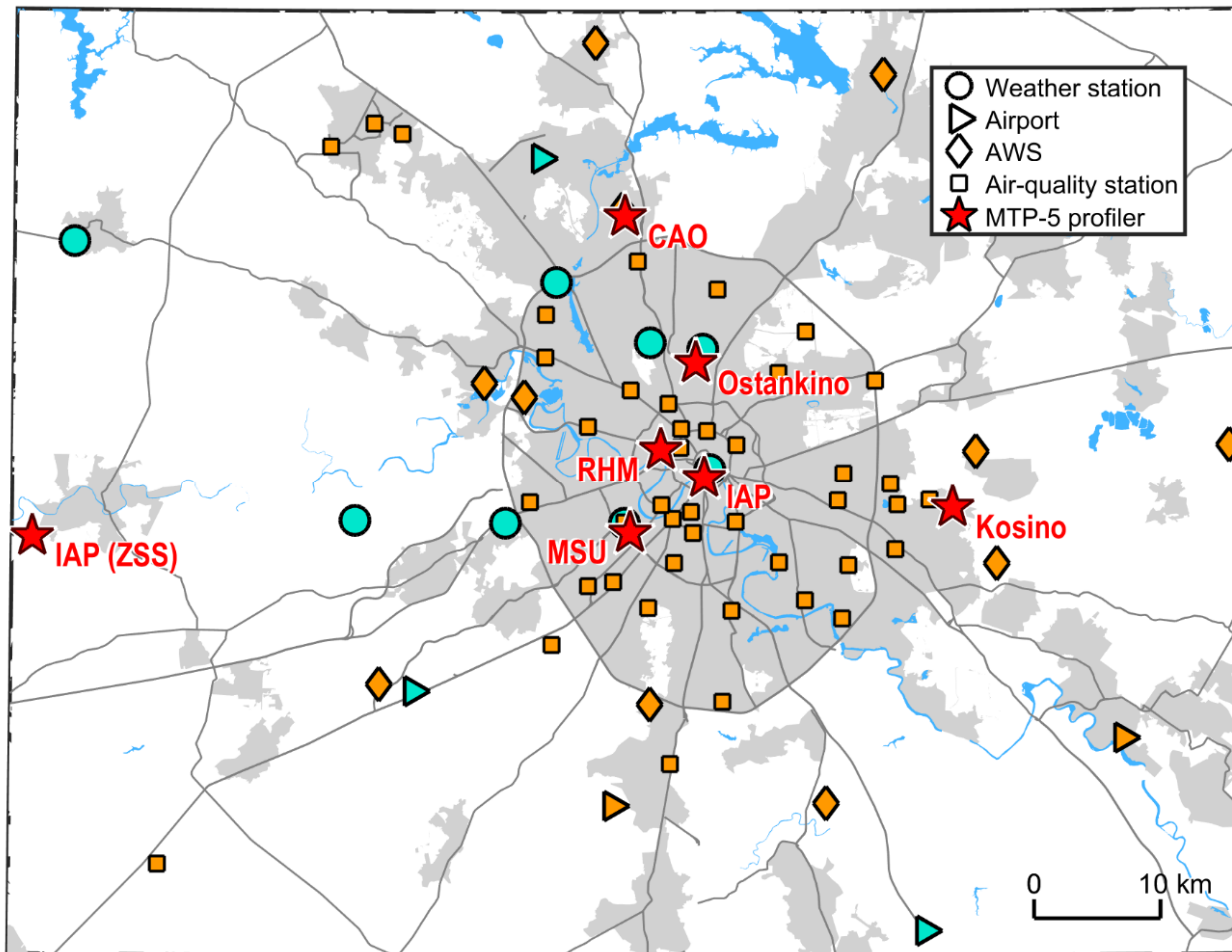 Weather station
Airport
AWS
Air-quality station
MTP-5 profiler
CAO
Ostankino
RHM
IAP
Kosino
MSU
IAP (ZSS)
0 10 km